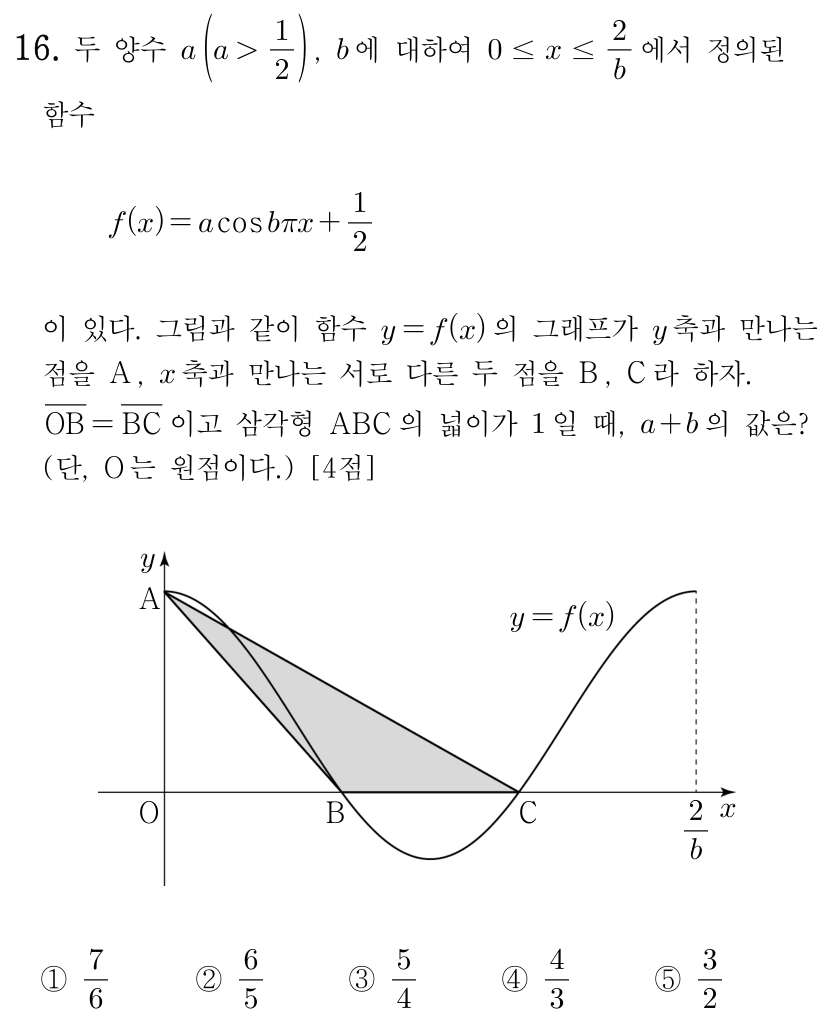 16. 두 양수 a(a > 1/2), b에 대하여 0 ≤ x ≤ 2/b에서 정의된
함수
f(x) = a cos bπx + 1/2
이 있다. 그림과 같이 함수 y = f(x)의 그래프가 y축과 만나는
점을 A, x축과 만나는 서로 다른 두 점을 B, C라 하자.
O̅B̅ = B̅C̅이고 삼각형 ABC의 넓이가 1일 때, a+b의 값은?
(단, O는 원점이다.) [4점]
y
A
y = f(x)
O B C 2/b x
① 7/6 ② 6/5 ③ 5/4 ④ 4/3 ⑤ 3/2